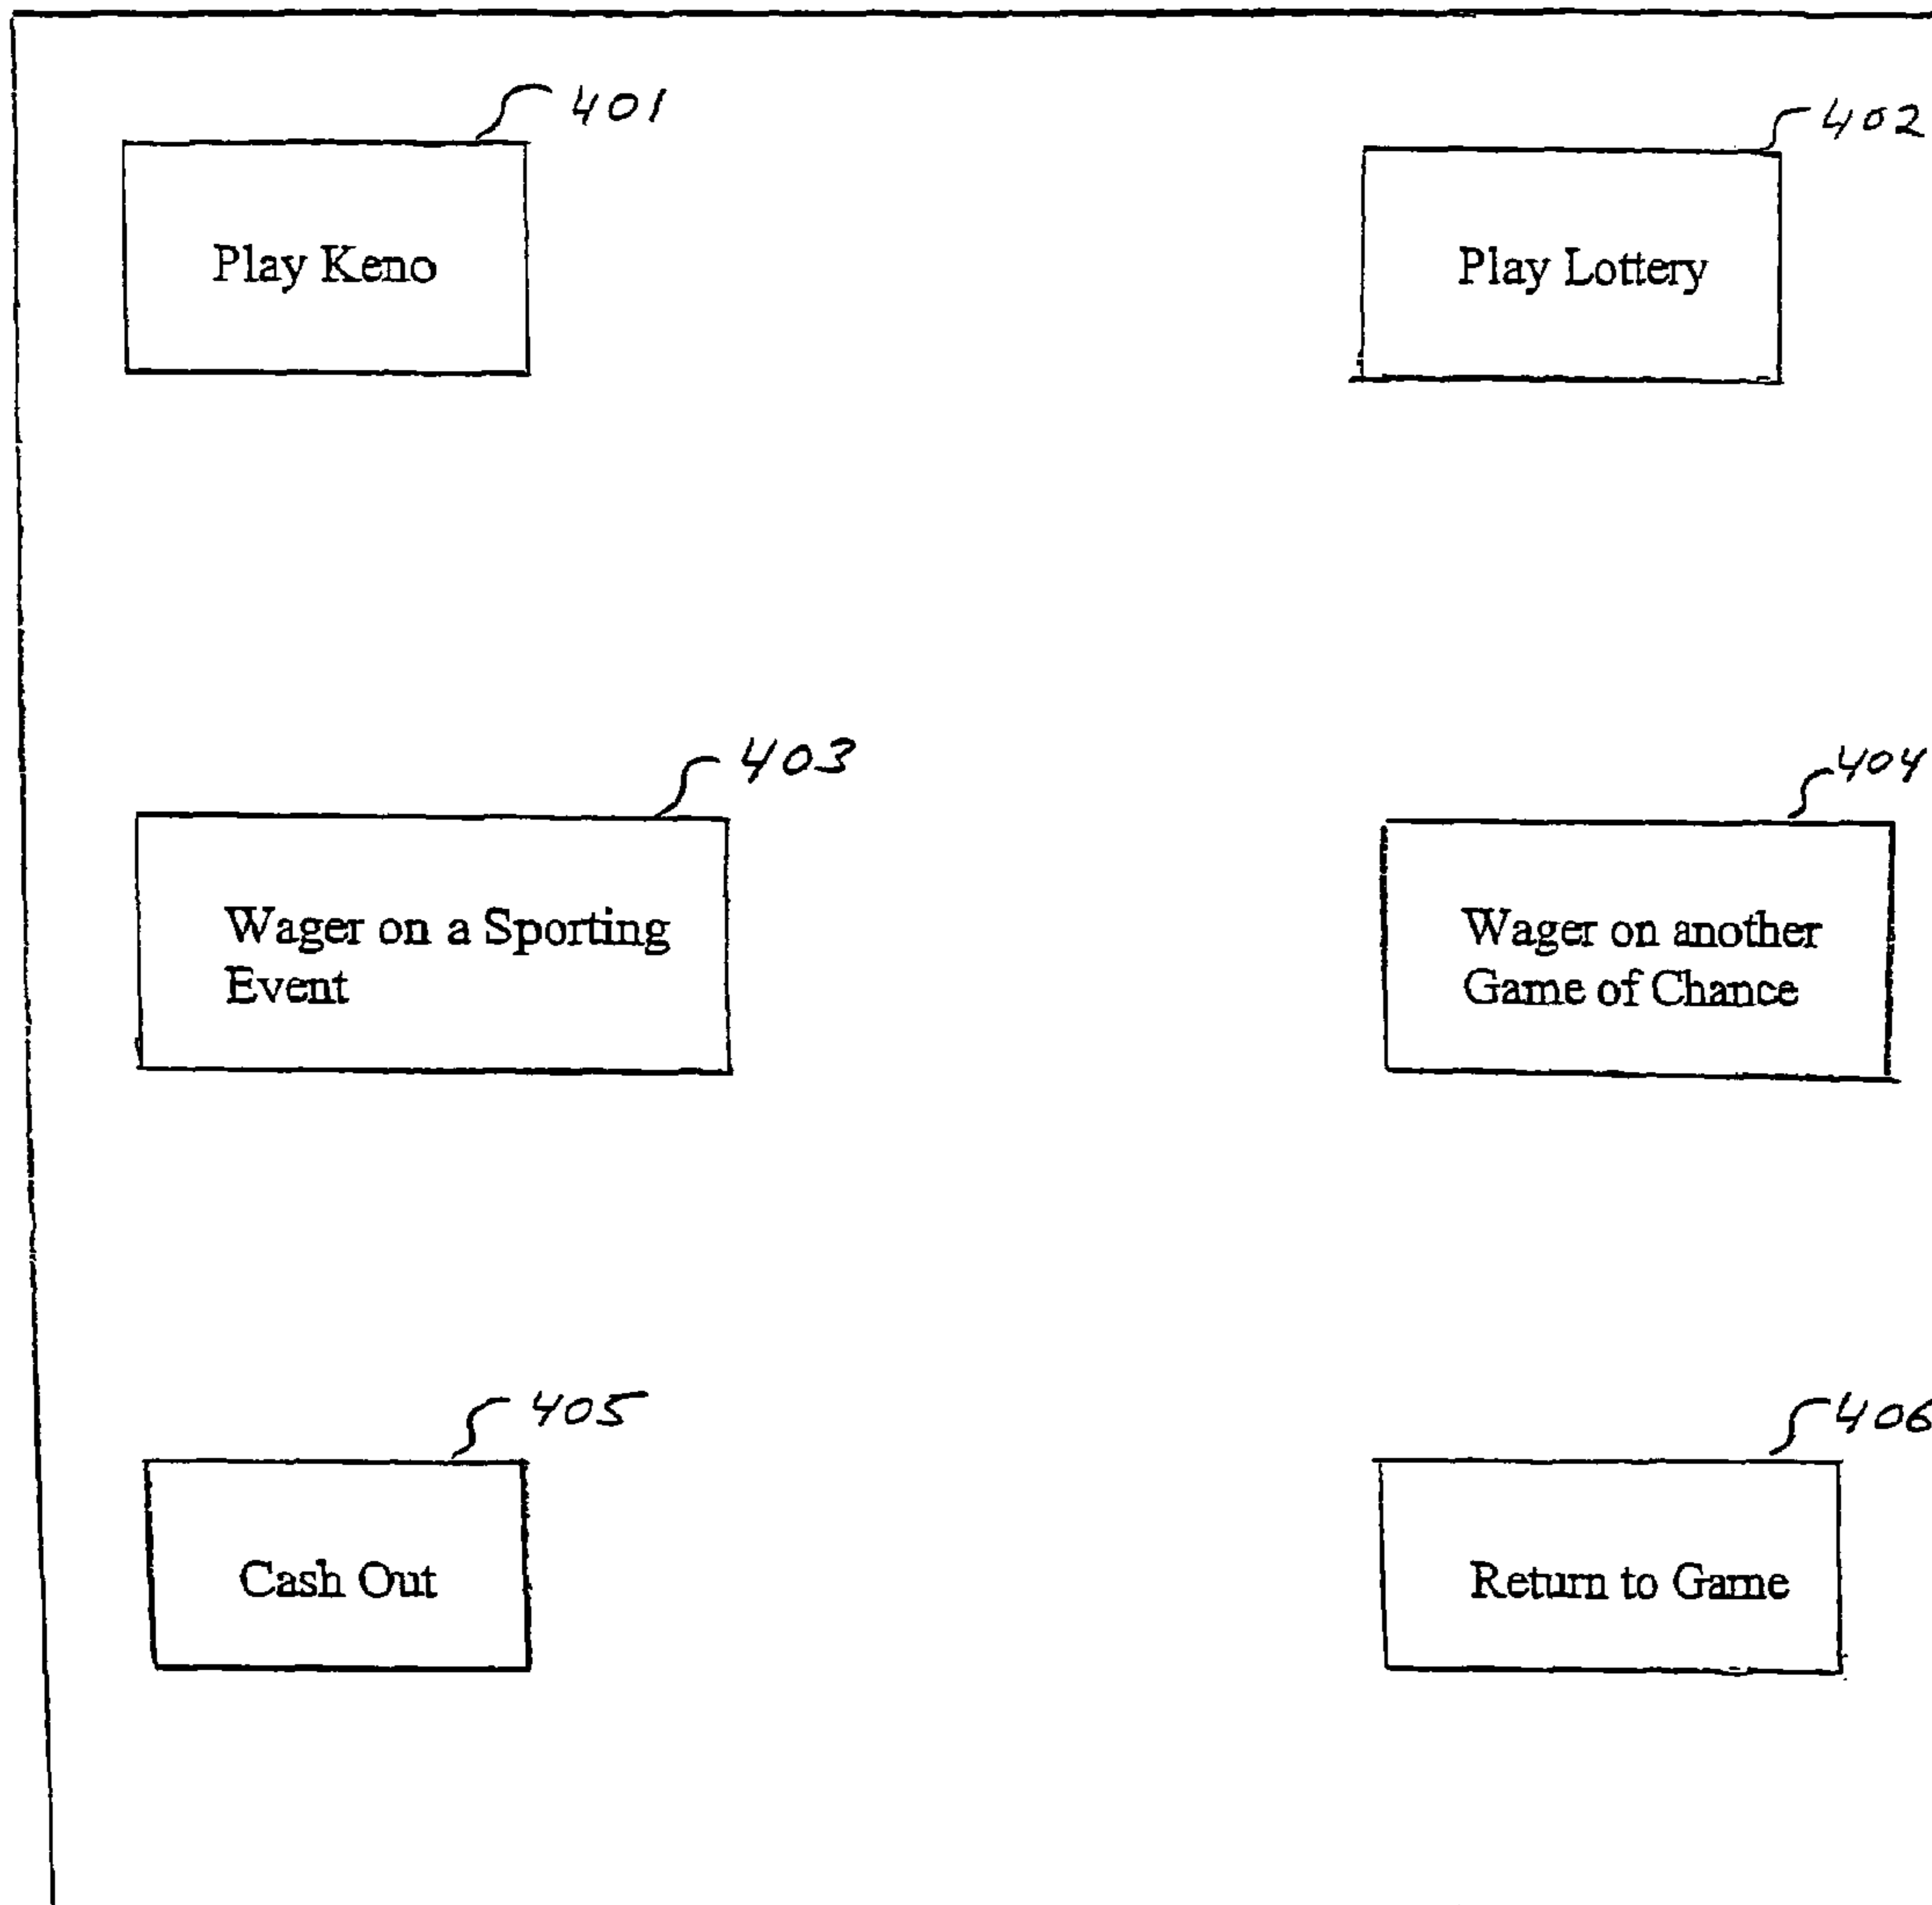 401
402
Play Keno
Play Lottery
403
404
Wager on a Sporting
Event
Wager on another
Game of Chance
405
406
Cash Out
Return to Game